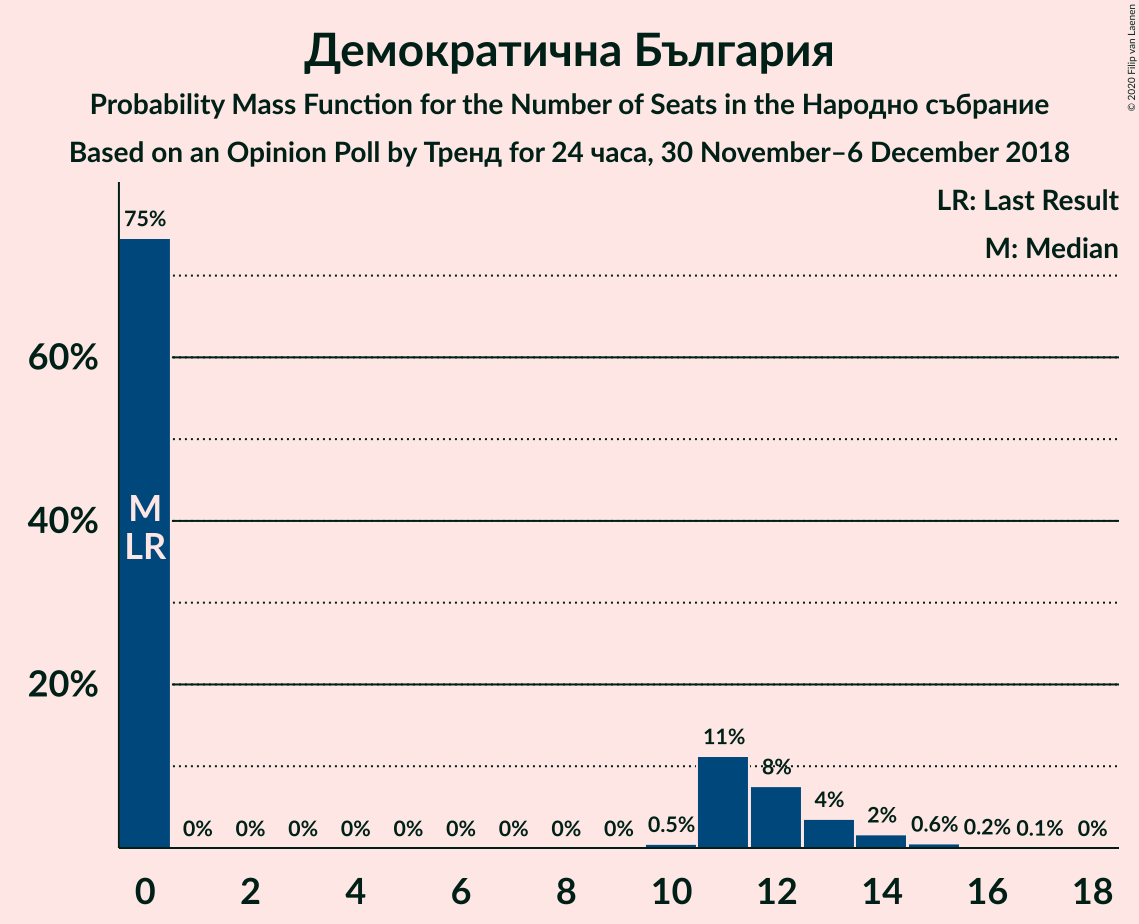 Демократична България
Probability Mass Function for the Number of Seats in the Народно събрание
Based on an Opinion Poll by Тренд for 24 часа, 30 November–6 December 2018
© 2020 Filip van Laenen
LR: Last Result
M: Median
75%
60%
40%
20%
M
LR
0% 0% 0% 0% 0% 0% 0% 0% 0% 0.5% 11% 8% 4% 2% 0.6% 0.2% 0.1% 0%
0 2 4 6 8 10 12 14 16 18